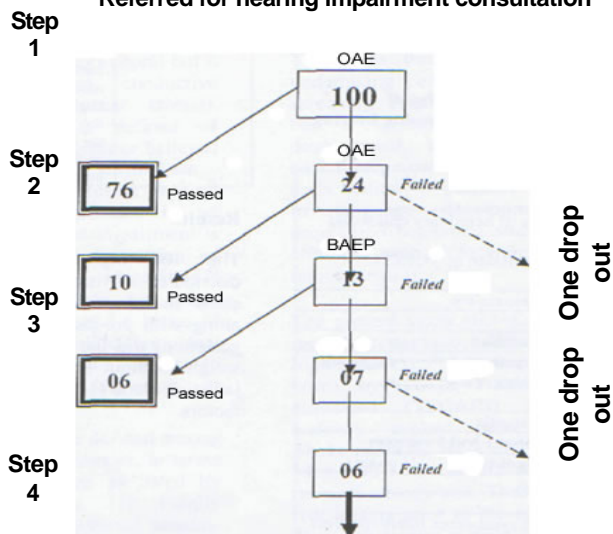 Referred for hearing impairment consultation
Step
1
OAE
100
Step
2
OAE
76
Passed
24
Failed
One drop
out
BAEP
10
Passed
13
Failed
Step
3
06
Passed
07
Failed
One drop
out
Step
4
06
Failed